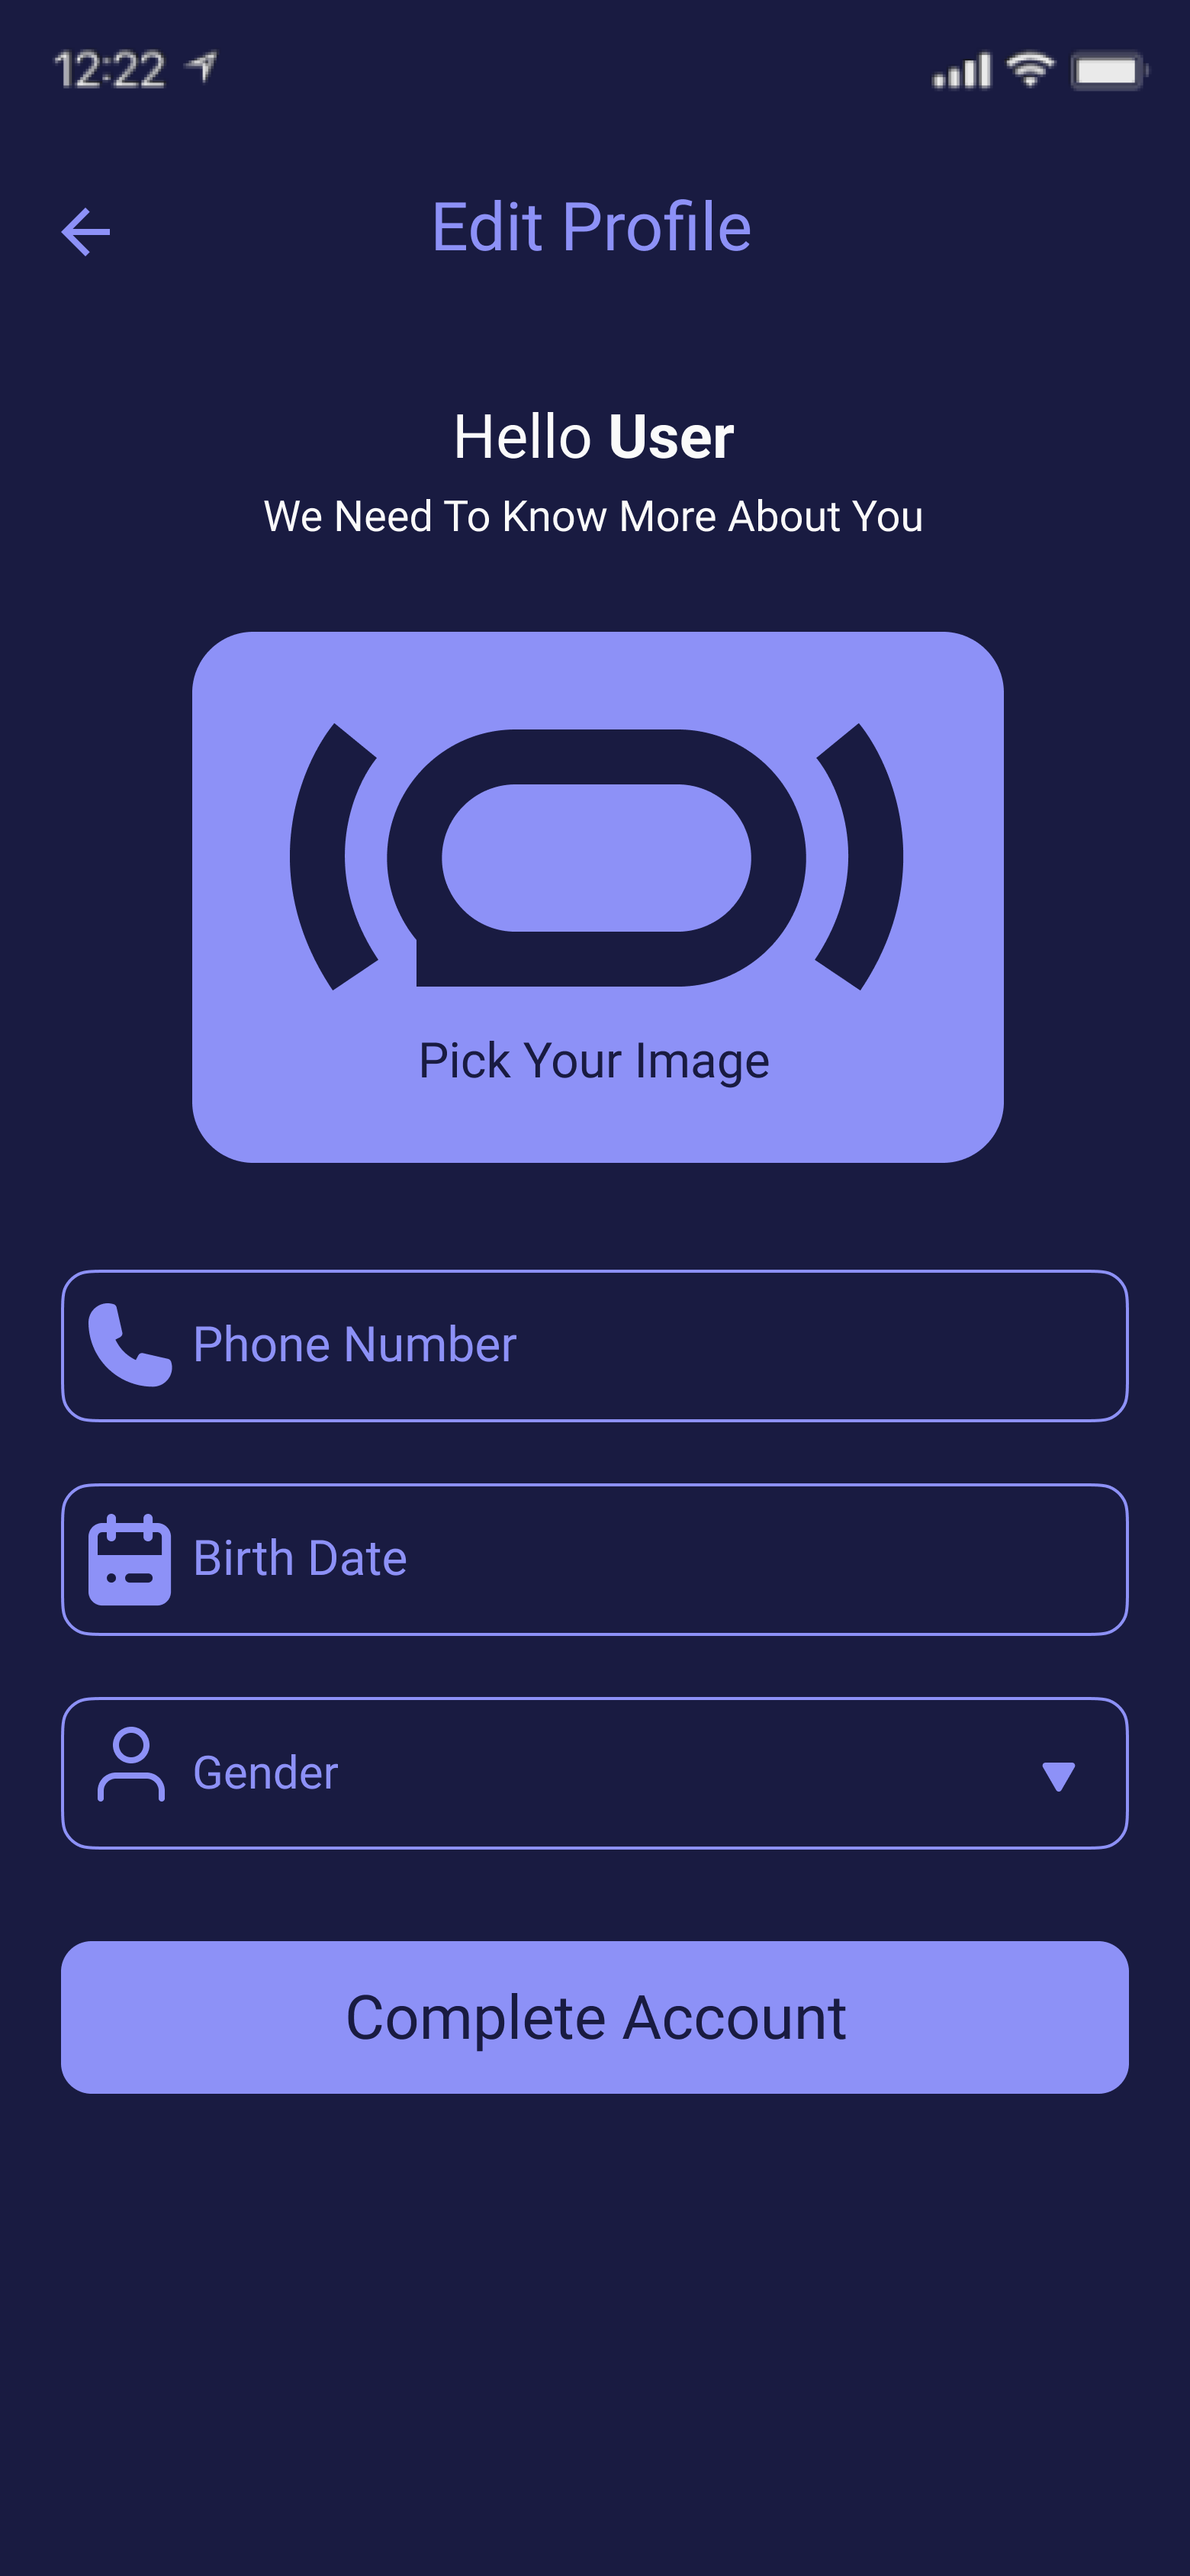 12:22
Edit Profile
Hello User
We Need To Know More About You
Pick Your Image
Phone Number
Birth Date
Gender
Complete Account